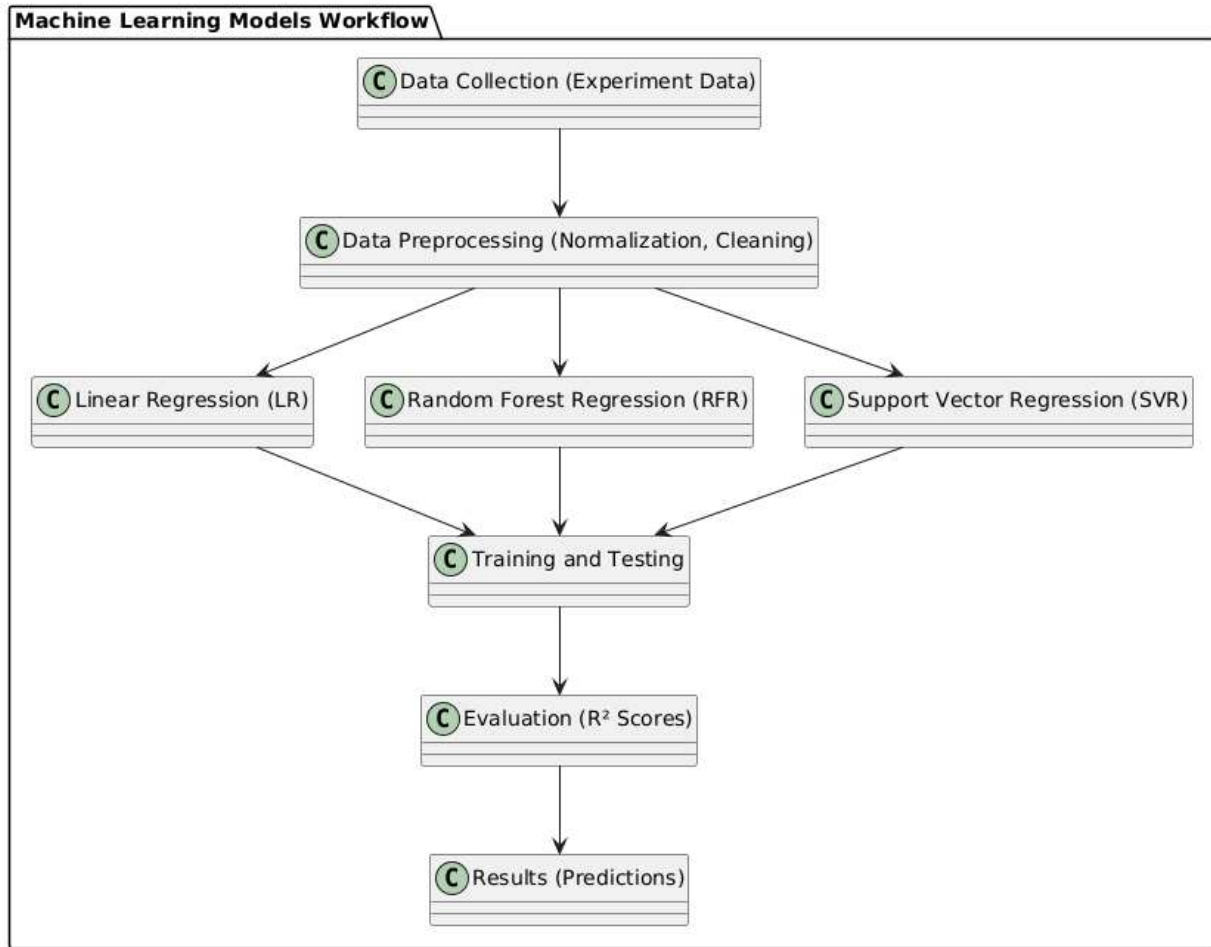 Machine Learning Models Workflow
C Data Collection (Experiment Data)
C Data Preprocessing (Normalization, Cleaning)
C Linear Regression (LR)
C Random Forest Regression (RFR)
C Support Vector Regression (SVR)
C Training and Testing
C Evaluation (R² Scores)
C Results (Predictions)